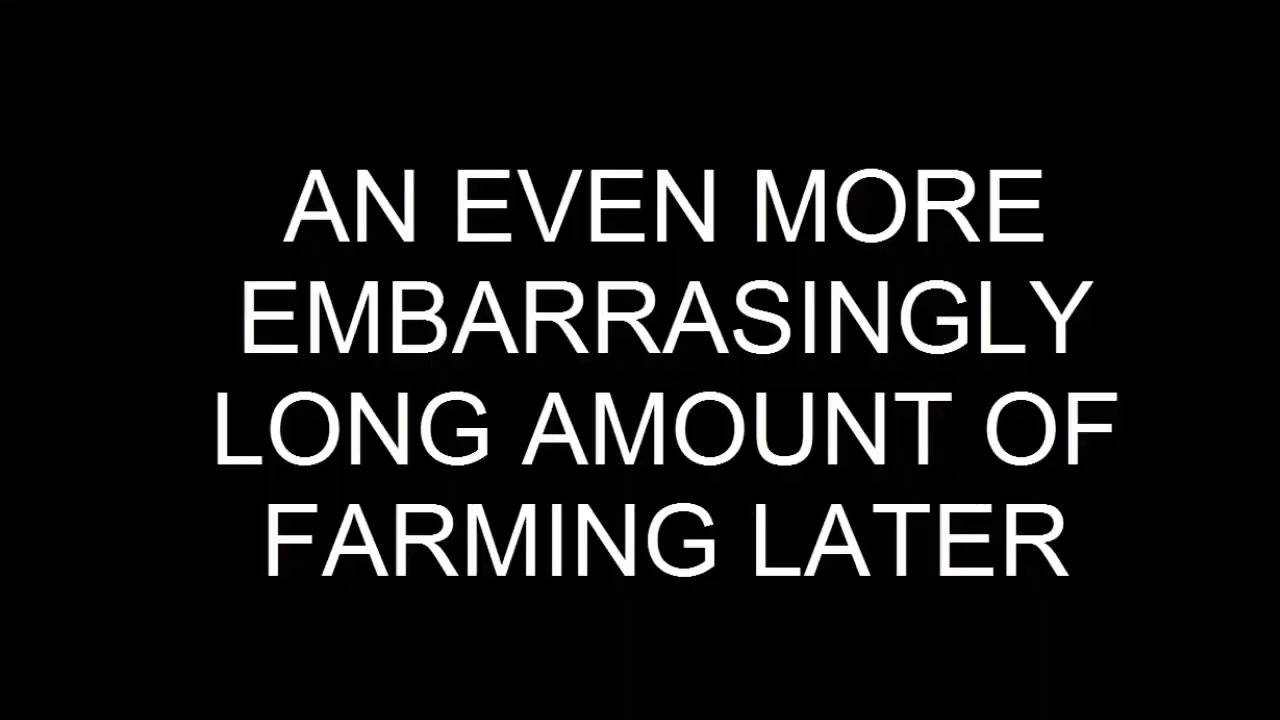 AN EVEN MORE
EMBARRASINGLY
LONG AMOUNT OF
FARMING LATER